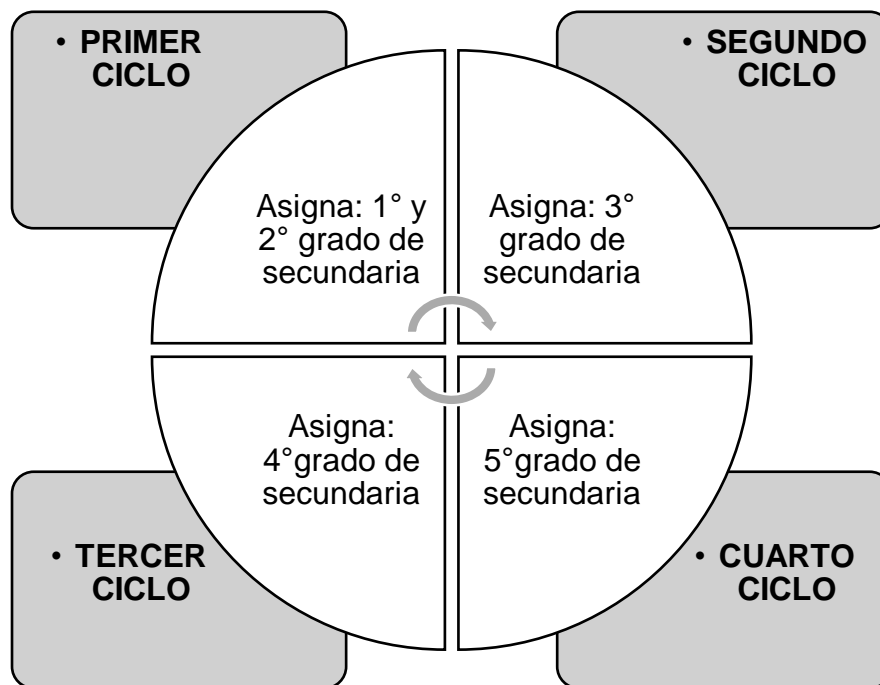 • PRIMER
CICLO
• SEGUNDO
CICLO
Asigna: 1° y
2° grado de
secundaria
Asigna: 3°
grado de
secundaria
Asigna:
4°grado de
secundaria
Asigna:
5°grado de
secundaria
• TERCER
CICLO
• CUARTO
CICLO